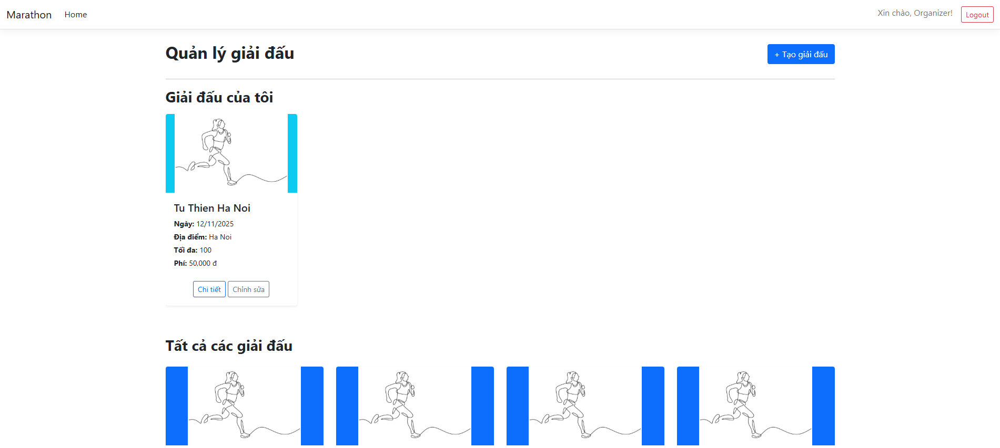 Marathon Home Xin chào, Organizer! Logout
Quản lý giải đấu + Tạo giải đấu
Giải đấu của tôi
Tu Thien Ha Noi
Ngày: 12/11/2025
Địa điểm: Ha Noi
Tối đa: 100
Phí: 50,000 đ
Chi tiết Chỉnh sửa
Tất cả các giải đấu